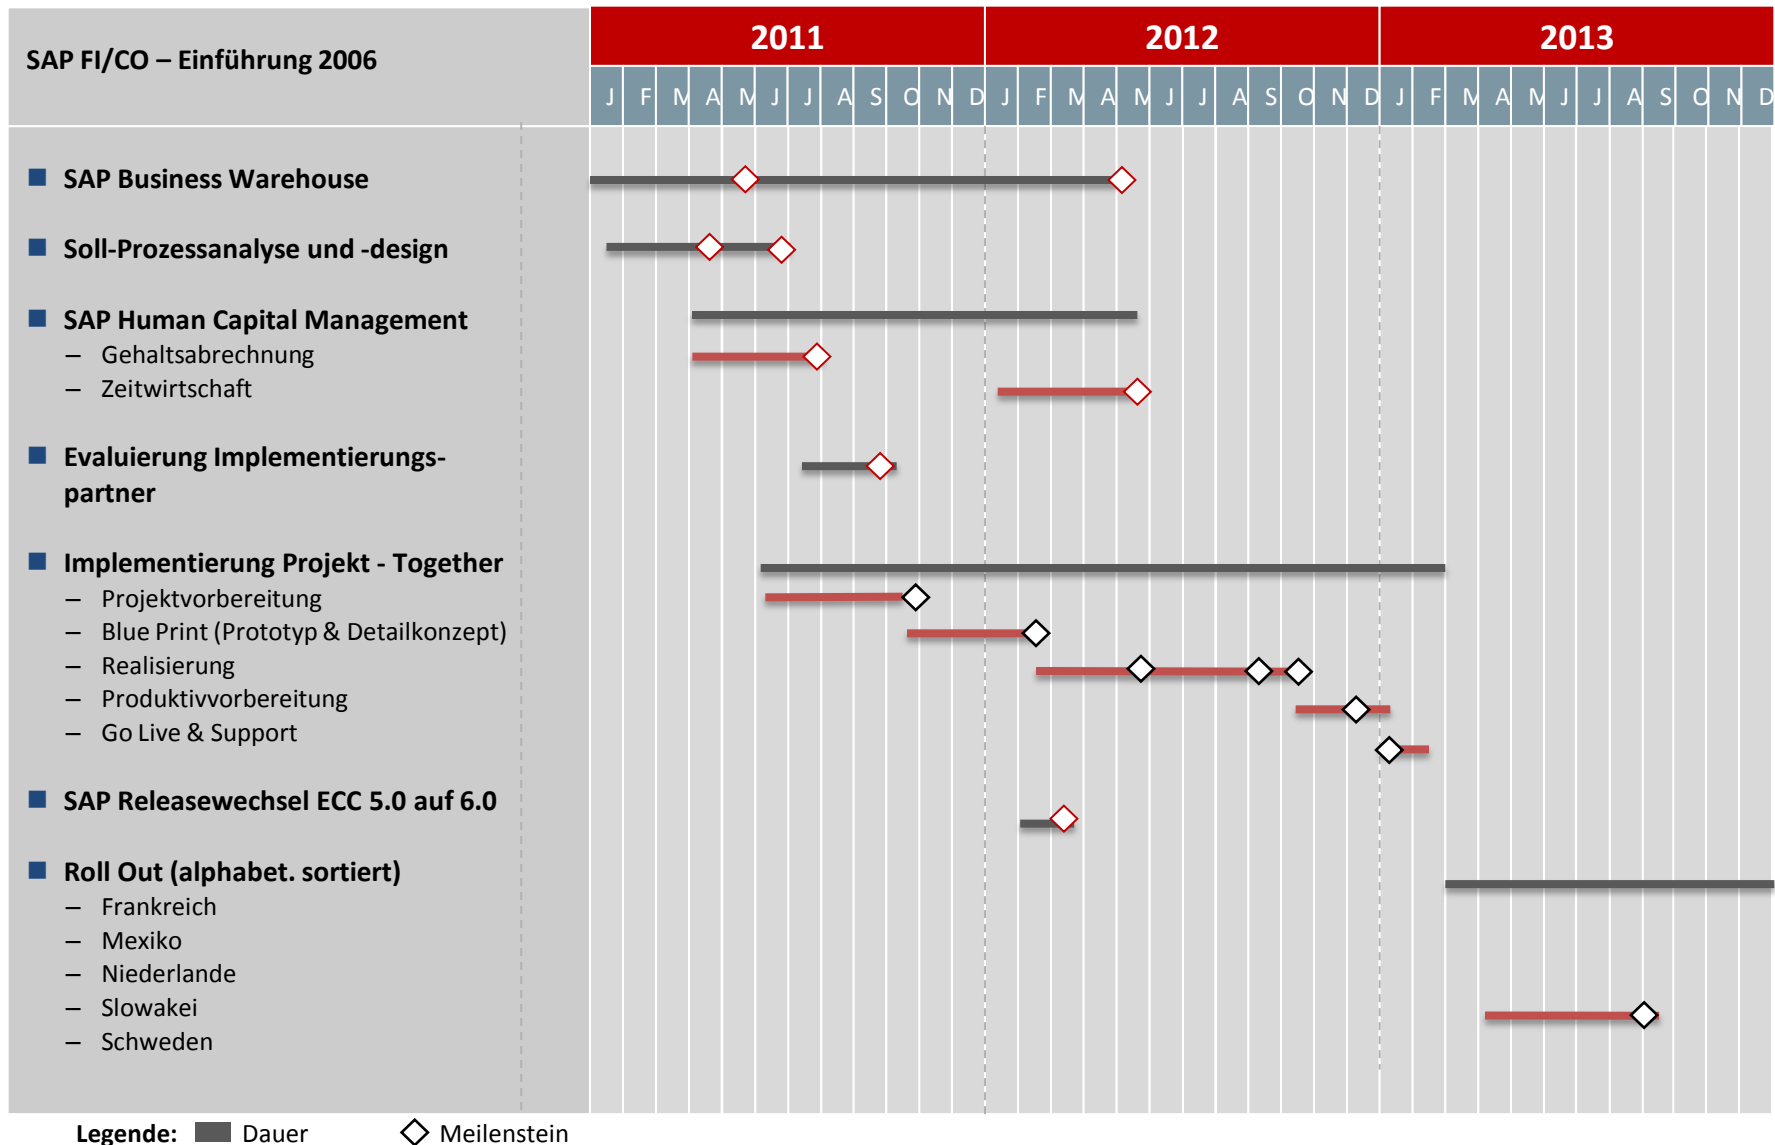 SAP FI/CO – Einführung 2006
2011 2012 2013
J F M A M J J A S O N D J F M A M J J A S O N D J F M A M J J A S O N D
SAP Business Warehouse
Soll-Prozessanalyse und -design
SAP Human Capital Management
– Gehaltsabrechnung
– Zeitwirtschaft
Evaluierung Implementierungs-
partner
Implementierung Projekt - Together
– Projektvorbereitung
– Blue Print (Prototyp & Detailkonzept)
– Realisierung
– Produktivvorbereitung
– Go Live & Support
SAP Releasewechsel ECC 5.0 auf 6.0
Roll Out (alphabet. sortiert)
– Frankreich
– Mexiko
– Niederlande
– Slowakei
– Schweden
Legende: Dauer Meilenstein